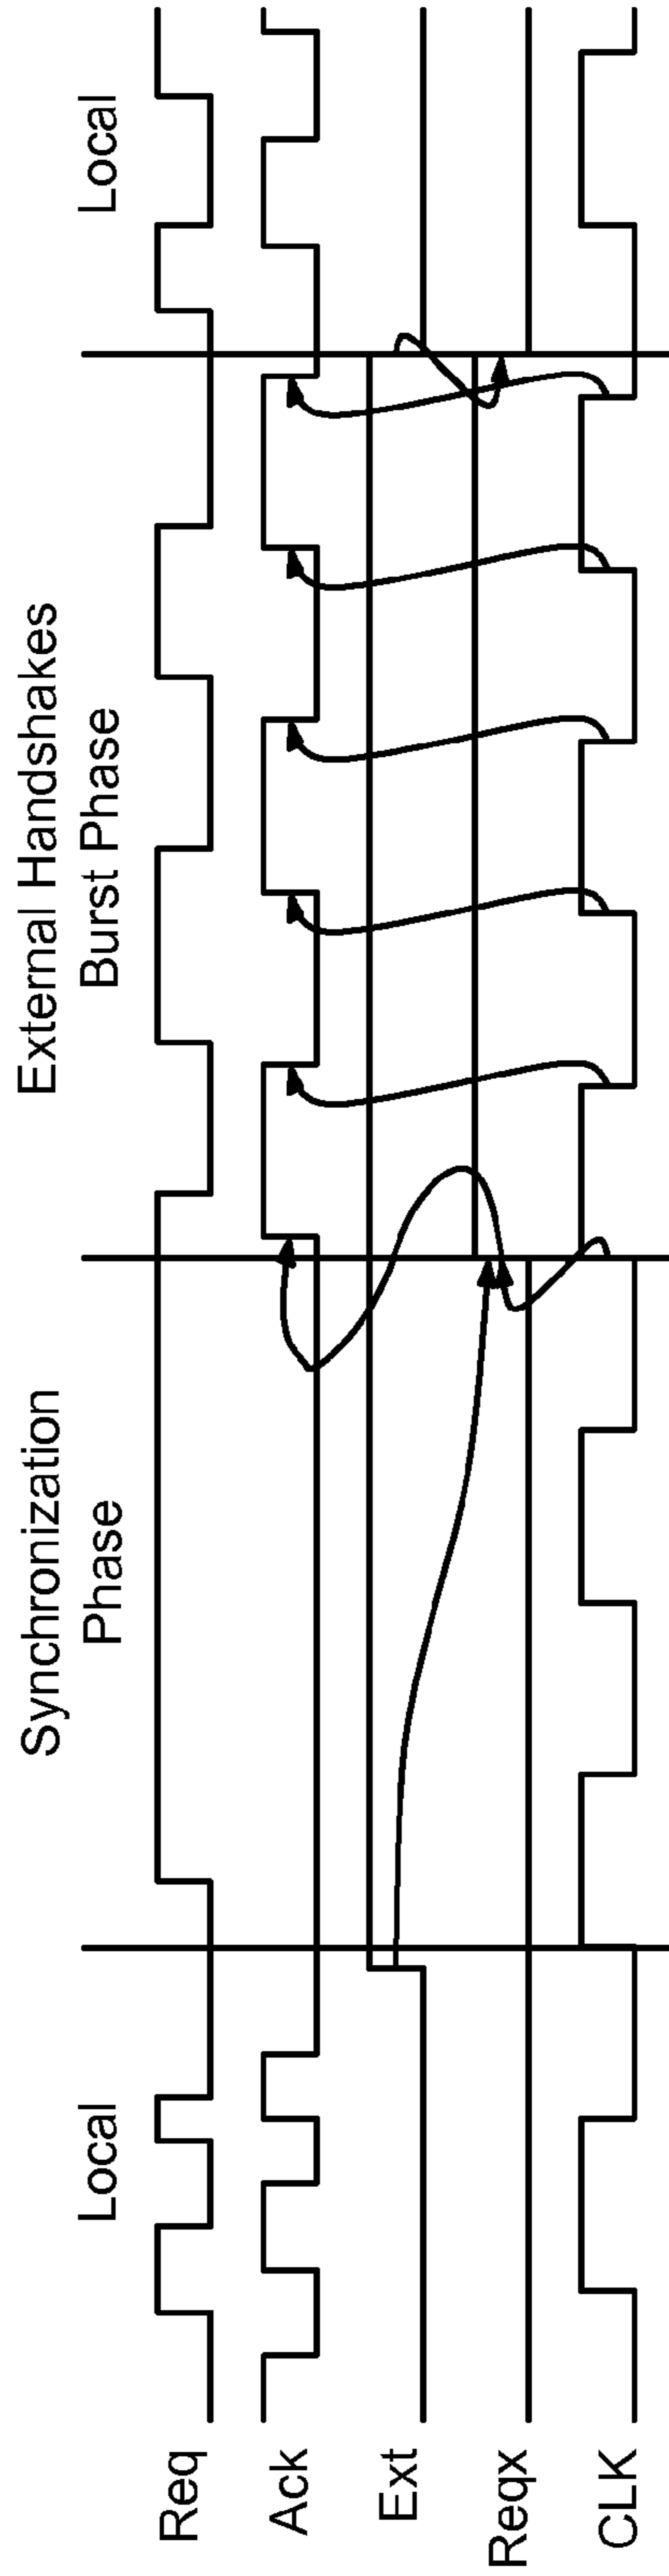 Local
Synchronization
Phase
External Handshakes
Burst Phase
Local
Req
Ack
Ext
Reqx
CLK